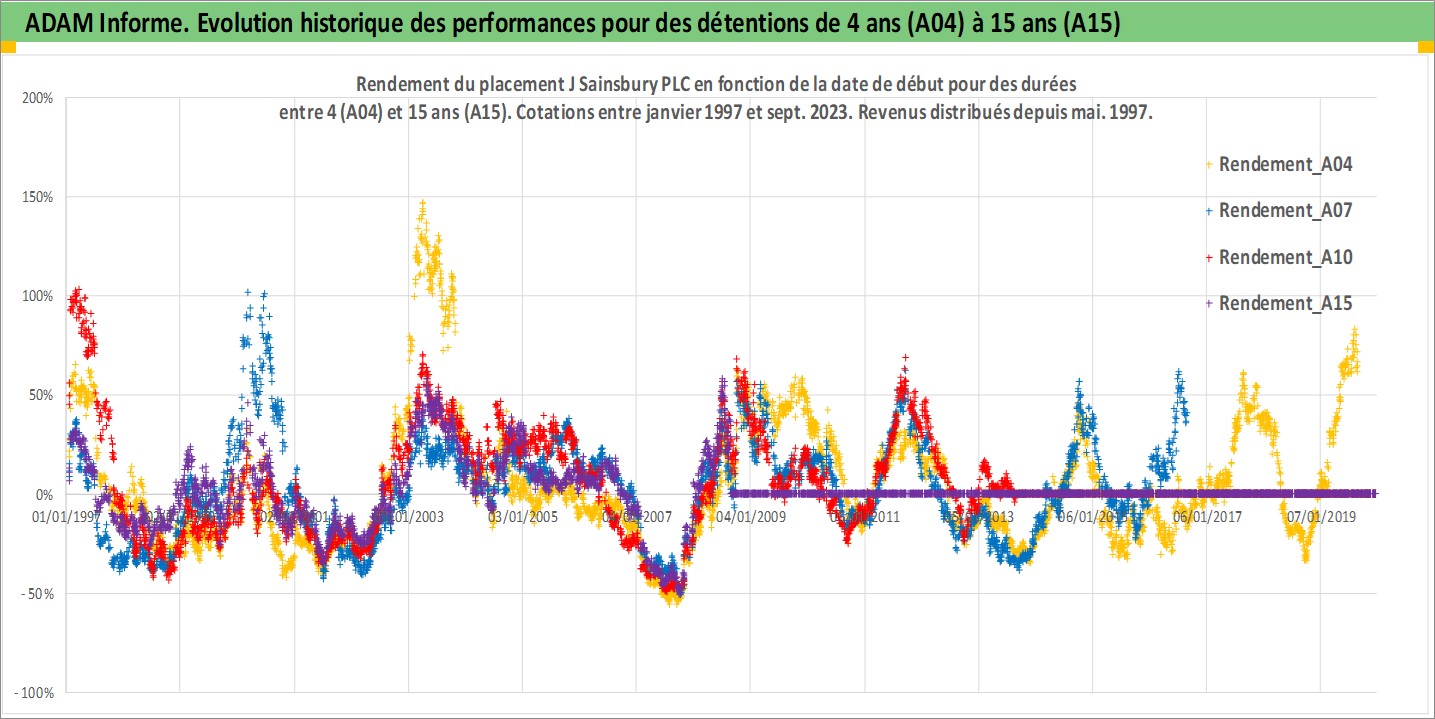 ADAM Informe. Evolution historique des performances pour des détentions de 4 ans (A04) à 15 ans (A15)
Rendement du placement J Sainsbury PLC en fonction de la date de début pour des durées
entre 4 (A04) et 15 ans (A15). Cotations entre janvier 1997 et sept. 2023. Revenus distribués depuis mai. 1997.
200%
150%
100%
50%
0%
-50%
-100%
Rendement_A04
Rendement_A07
Rendement_A10
Rendement_A15
01/01/1997
03/01/2005
04/01/2009
06/01/2017
07/01/2019